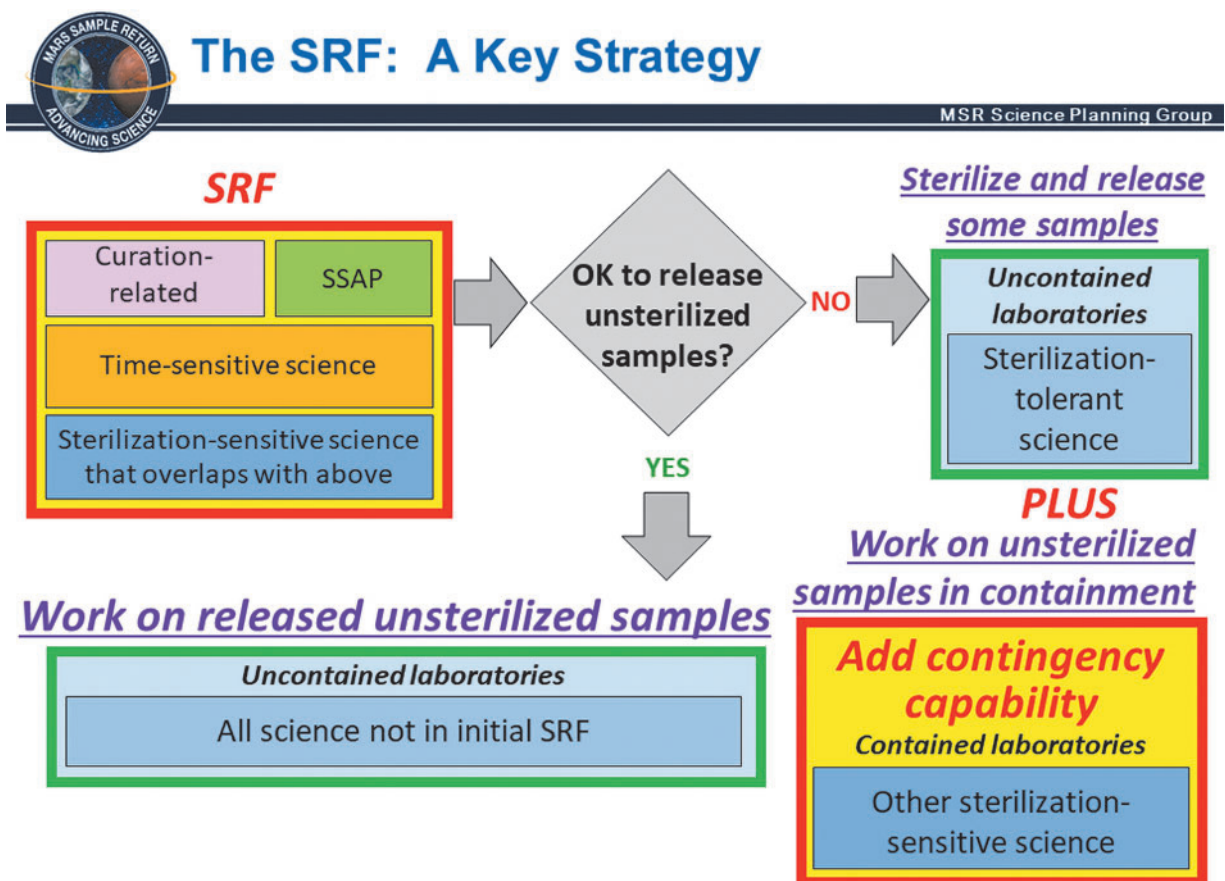 MARS SAMPLE RETURN
ADVANCING SCIENCE
The SRF: A Key Strategy
MSR Science Planning Group
SRF
Curation-
related
SSAP
Time-sensitive science
Sterilization-sensitive science
that overlaps with above
OK to release
unsterilized
samples?
NO
YES
Sterilize and release
some samples
Uncontained
laboratories
Sterilization-
tolerant
science
PLUS
Work on unsterilized
samples in containment
Add contingency
capability
Contained laboratories
Other sterilization-
sensitive science
Work on released unsterilized samples
Uncontained laboratories
All science not in initial SRF